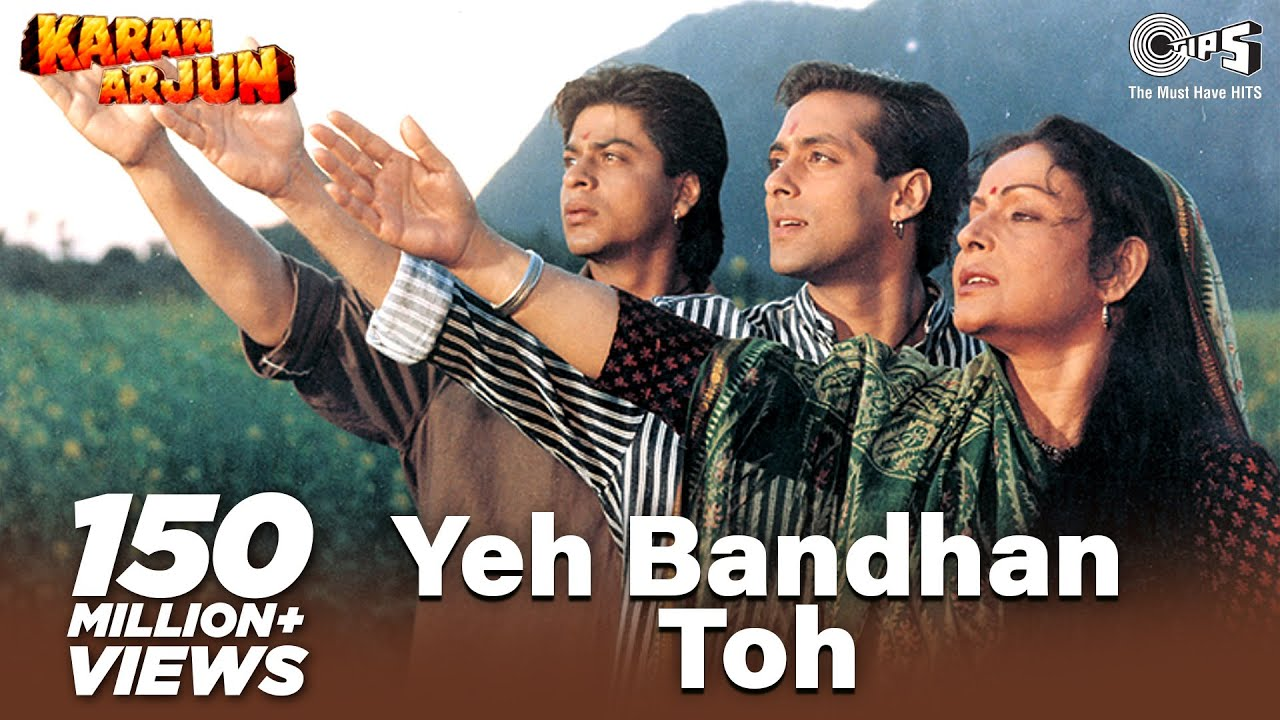 KARAN
ARJUN
TIPS
The Must Have HITS
150
MILLION+
VIEWS
Yeh Bandhan
Toh